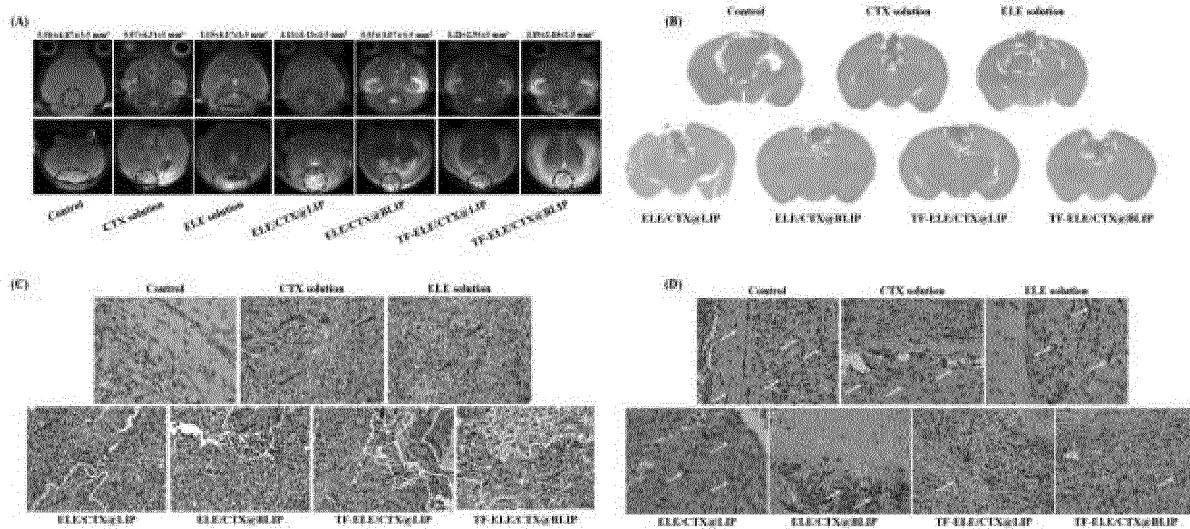 (A)
Control
CTX solution
ELE solution
ELE/CTX@LIP
ELE/CTX@BLIP
TF-ELE/CTX@LIP
TF-ELE/CTX@BLIP
(B)
Control
CTX solution
ELE solution
ELE/CTX@LIP
ELE/CTX@BLIP
TF-ELE/CTX@LIP
TF-ELE/CTX@BLIP
(C)
Control
CTX solution
ELE solution
ELE/CTX@LIP
ELE/CTX@BLIP
TF-ELE/CTX@LIP
TF-ELE/CTX@BLIP
(D)
Control
CTX solution
ELE solution
ELE/CTX@LIP
ELE/CTX@BLIP
TF-ELE/CTX@LIP
TF-ELE/CTX@BLIP